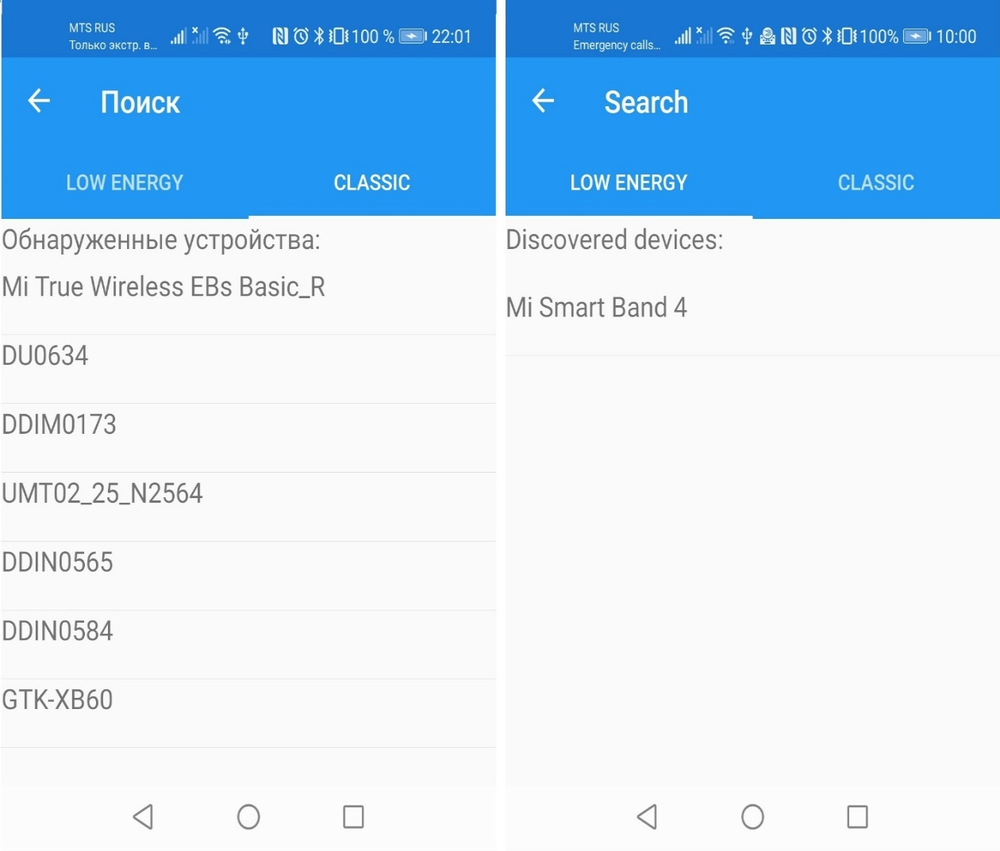 MTS RUS
Только экстр. в...
100 %
22:01
Поиск
LOW ENERGY
CLASSIC
Обнаруженные устройства:
Mi True Wireless EBs Basic_R
DU0634
DDIM0173
UMT02_25_N2564
DDIN0565
DDIN0584
GTK-XB60
MTS RUS
Emergency calls...
100%
10:00
Search
LOW ENERGY
CLASSIC
Discovered devices:
Mi Smart Band 4